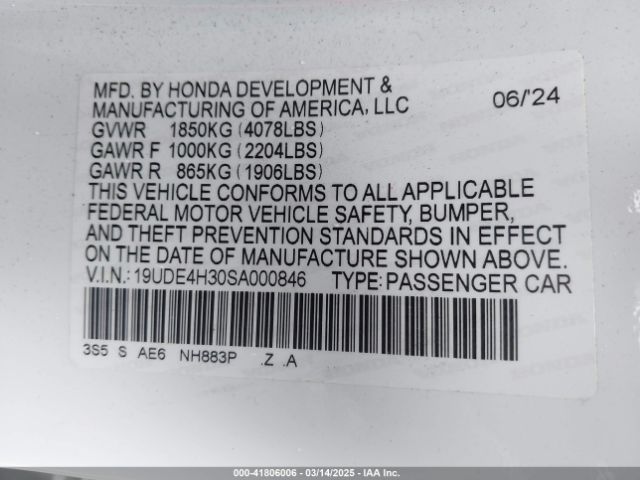 MFD. BY HONDA DEVELOPMENT &
MANUFACTURING OF AMERICA, LLC 06/'24
GVWR 1850KG (4078LBS)
GAWR F 1000KG (2204LBS)
GAWR R 865KG (1906LBS)
THIS VEHICLE CONFORMS TO ALL APPLICABLE
FEDERAL MOTOR VEHICLE SAFETY, BUMPER,
AND THEFT PREVENTION STANDARDS IN EFFECT
ON THE DATE OF MANUFACTURE SHOWN ABOVE.
V.I.N.: 19UDE4H30SA000846 TYPE: PASSENGER CAR
3S5 S AE6 NH883P .Z .A
000-41806006 - 03/14/2025 - IAA Inc.